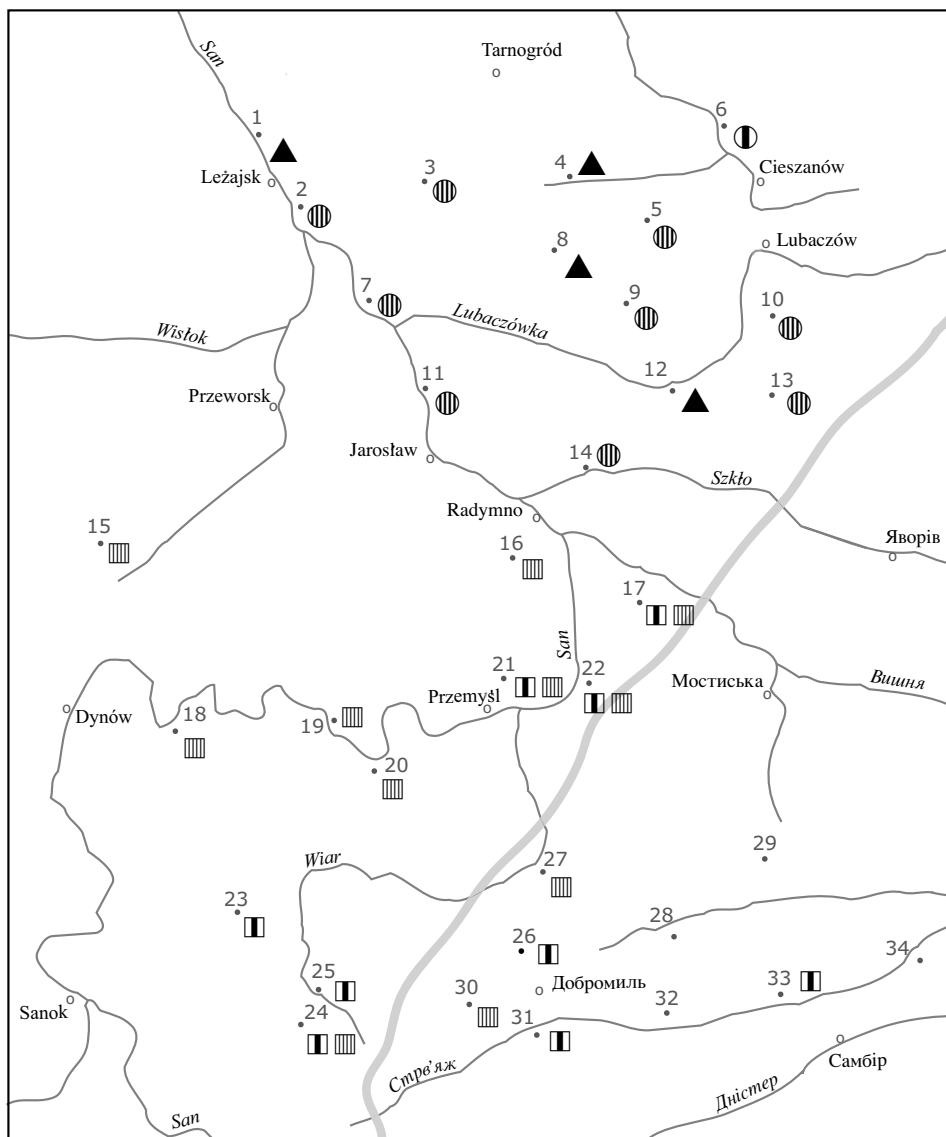 San
Tarnogród
1
6
3
4
Cieszanów
Leżajsk
2
5
8
Lubaczów
7
9
10
Lubaczówka
Wisłok
11
12
13
Przeworsk
Jarosław
14
Szkło
Radymno
15
16
Яворів
17
San
21
22
Мостиська
Вишня
Przemyśl
Dynów
18
19
20
29
Wiar
27
23
28
26
34
25
33
Добромиль
Sanok
30
32
24
31
Стрв'яж
Самбір
Дністер
San